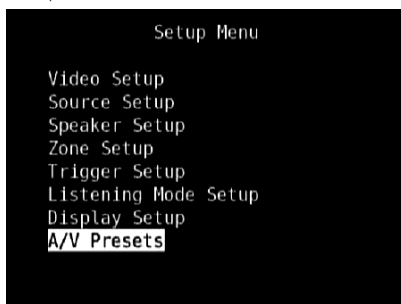 Setup Menu
Video Setup
Source Setup
Speaker Setup
Zone Setup
Trigger Setup
Listening Mode Setup
Display Setup
A/V Presets